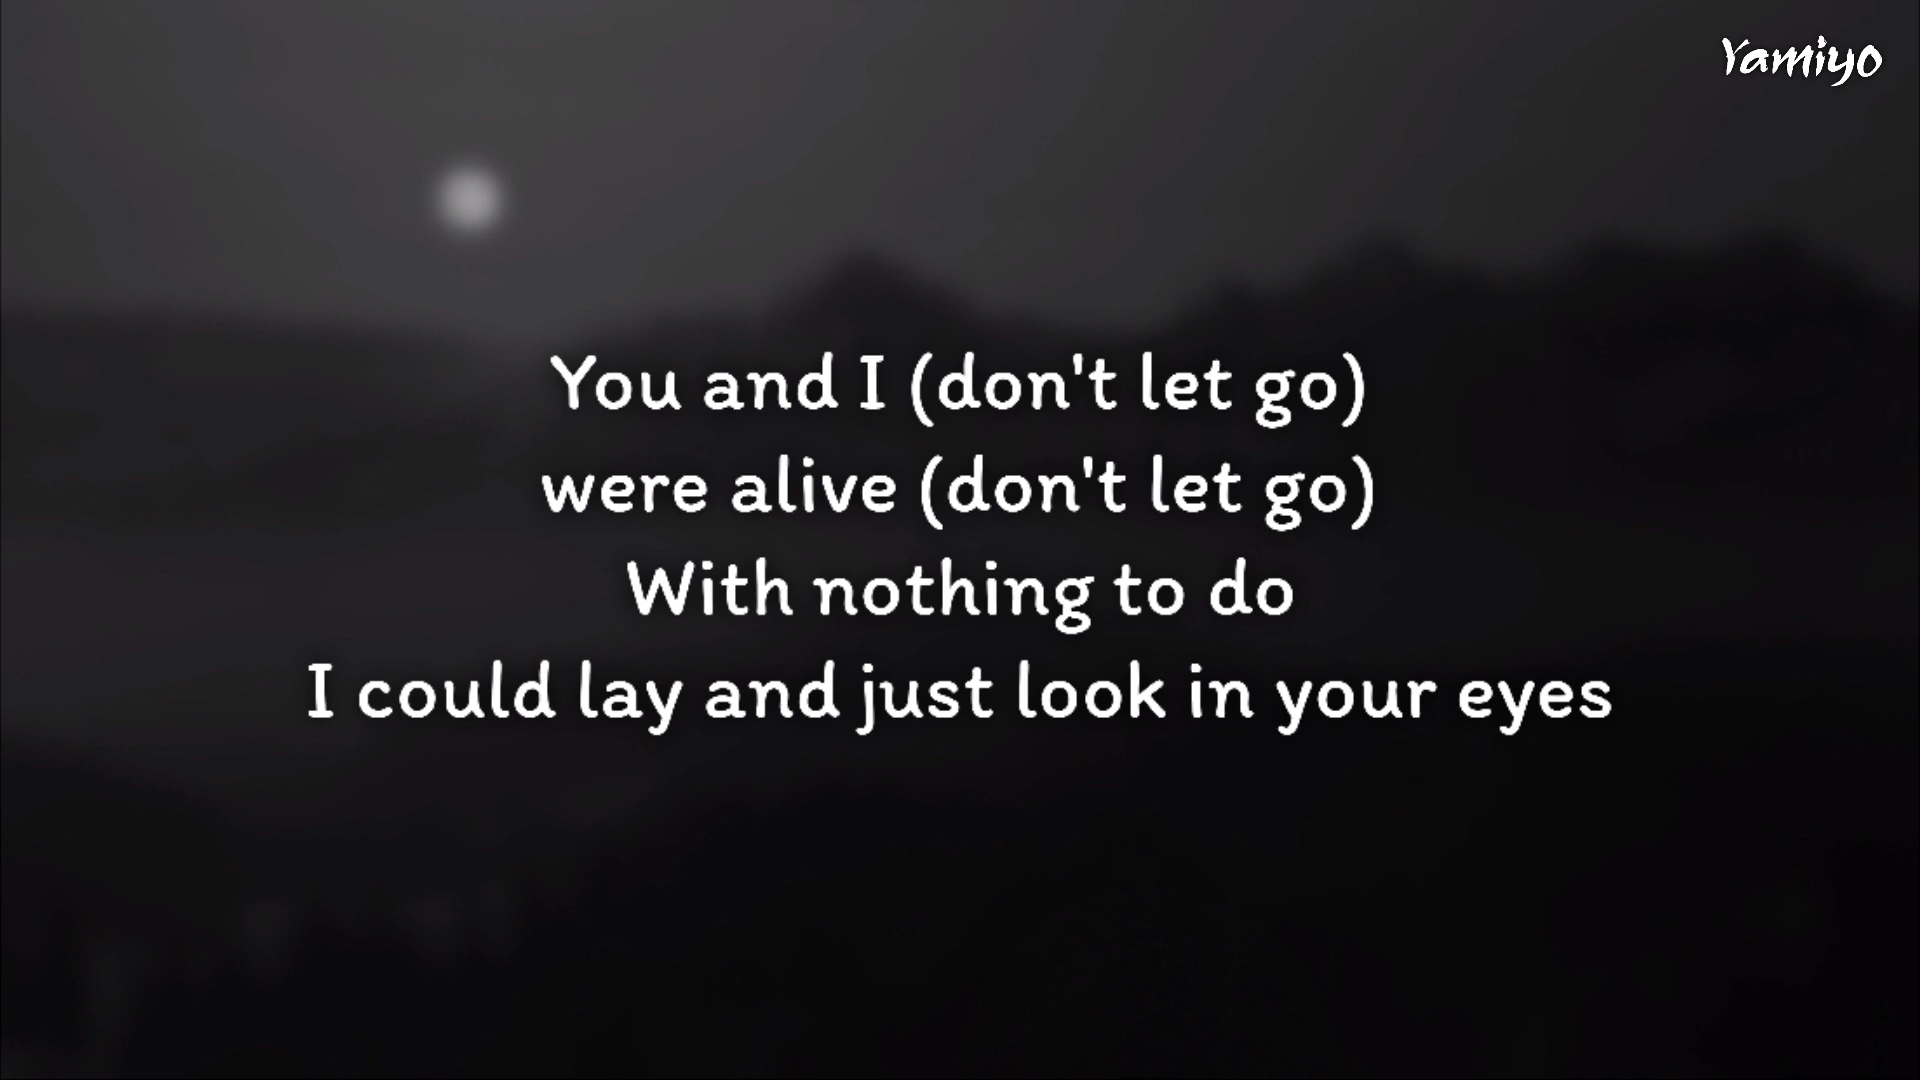 Yamiyo
You and I (don't let go)
were alive (don't let go)
With nothing to do
I could lay and just look in your eyes